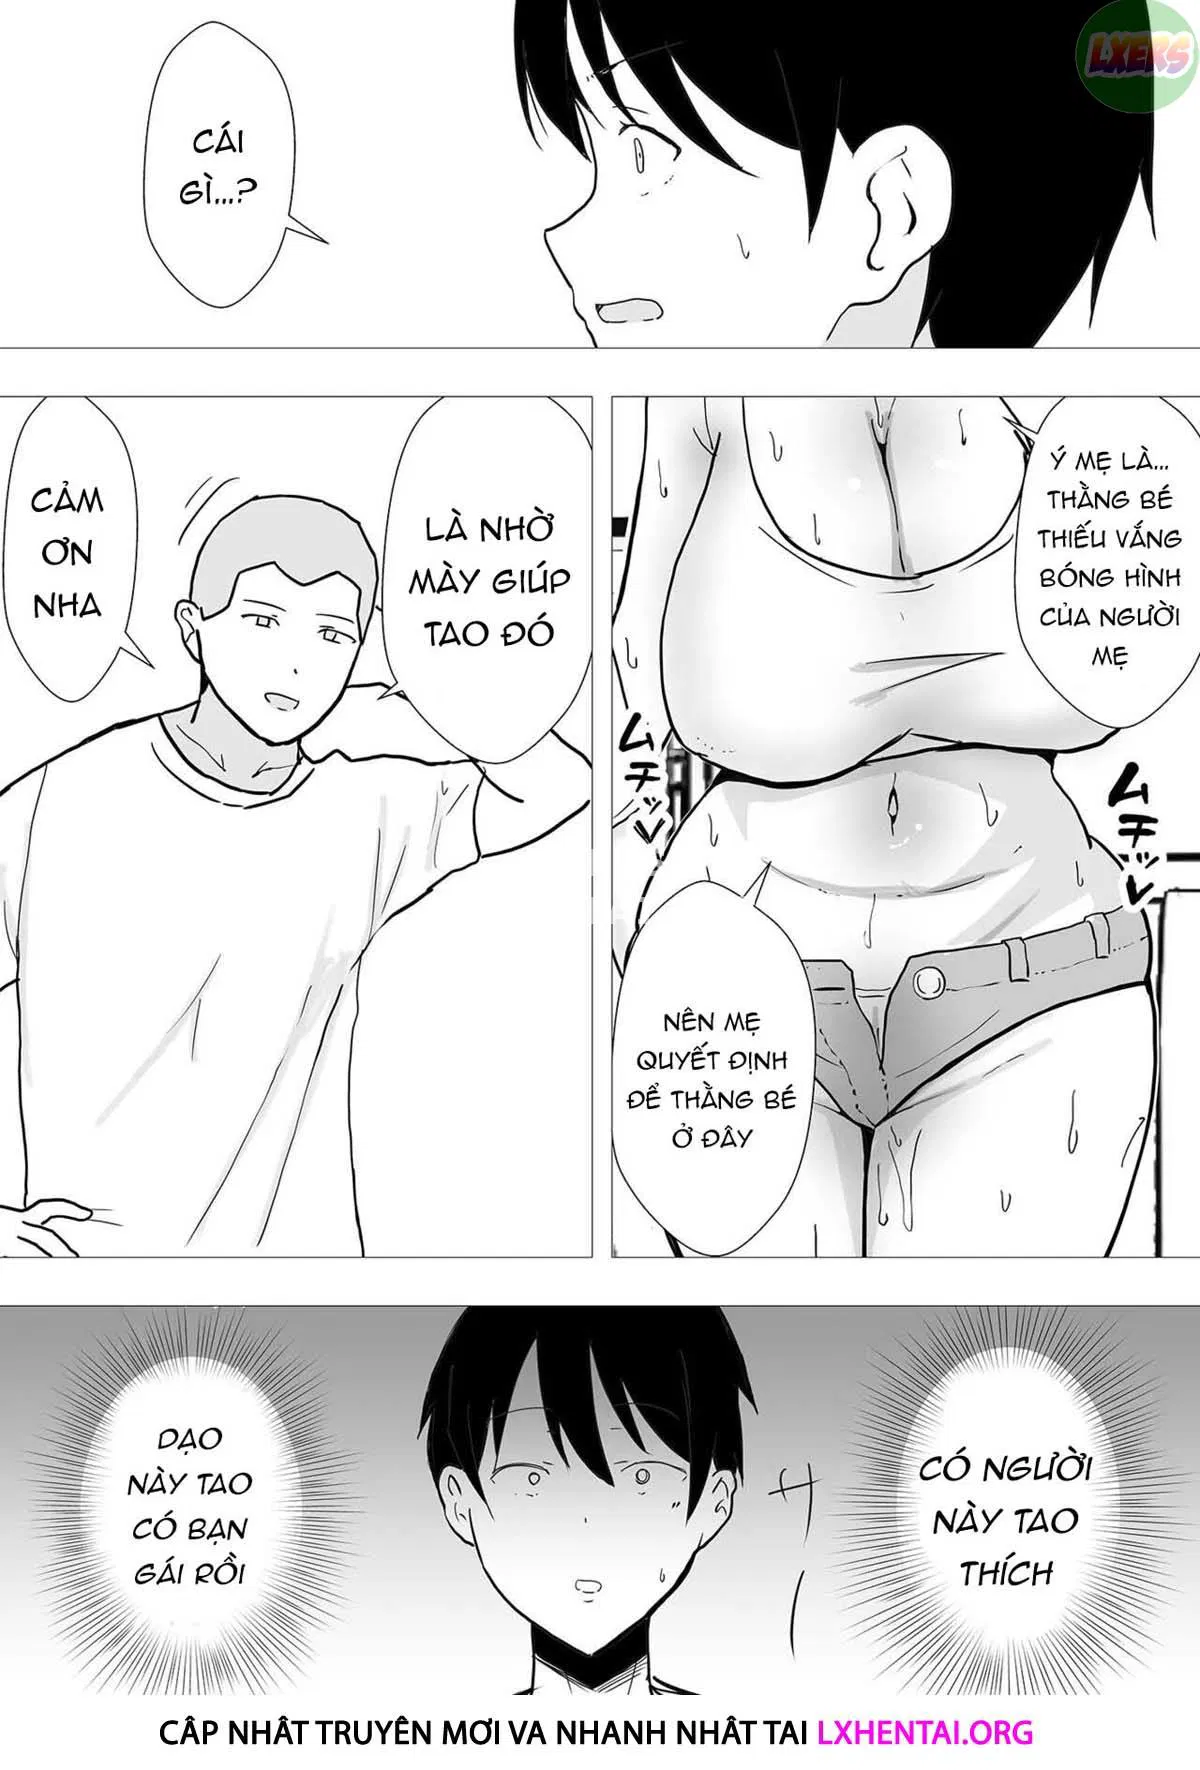 LXERS
CÁI
GÌ...?
Ý MẸ LÀ...
THẰNG BÉ
THIẾU VẮNG
BÓNG HÌNH
CỦA NGƯỜI
MẸ
ムチッ
ムチッ
NÊN MẸ
QUYẾT ĐỊNH
ĐỂ THẰNG BÉ
Ở ĐÂY
LÀ NHỜ
MÀY GIÚP
TAO ĐÓ
CẢM
ƠN
NHA
CÓ NGƯỜI
NÀY TAO
THÍCH
DẠO
NÀY TAO
CÓ BẠN
GÁI RỒI
CẬP NHẬT TRUYỆN MỚI VÀ NHANH NHẤT TẠI LXHENTAI.ORG